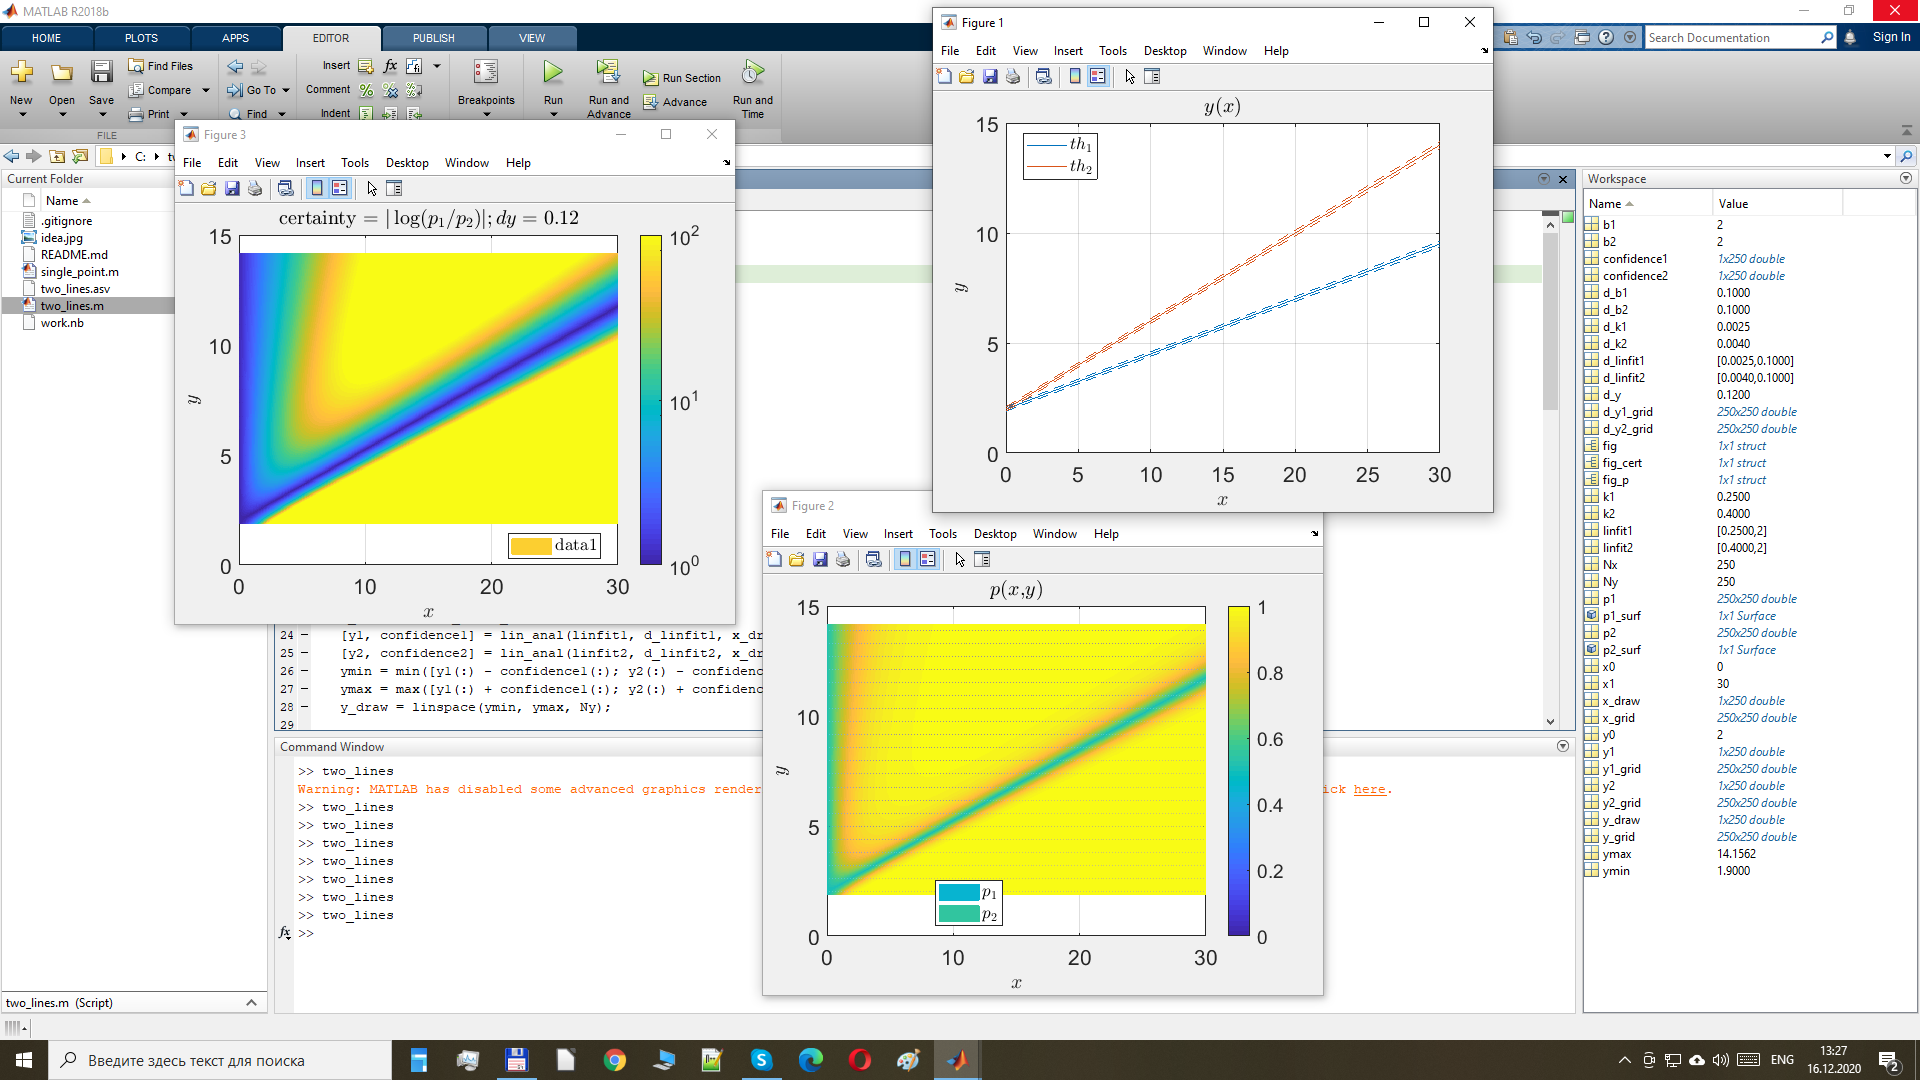 MATLAB R2018b
HOME PLOTS APPS EDITOR PUBLISH VIEW
Search Documentation
Sign In
New
Open
Save
Find Files
Compare
Print
Go To
Find
Insert
fx
Comment
Indent
Breakpoints
Run
Run and
Advance
Run Section
Advance
Run and
Time
FILE
C:
Current Folder
Name
.gitignore
idea.jpg
README.md
single_point.m
two_lines.asv
two_lines.m
work.nb
two_lines.m (Script)
Figure 3
File Edit View Insert Tools Desktop Window Help
certainty = | log(p₁/p₂)|; dy = 0.12
15
10
5
0
y
0 10 20 30
x
data1
10²
10¹
10⁰
Figure 1
File Edit View Insert Tools Desktop Window Help
y(x)
th₁
th₂
15
10
5
0
y
0 5 10 15 20 25 30
x
Figure 2
File Edit View Insert Tools Desktop Window Help
p(x,y)
15
10
5
0
y
0 10 20 30
x
p₁
p₂
1
0.8
0.6
0.4
0.2
0
24 – [y1, confidence1] = lin_anal(linfit1, d_linfit1, x_dr
25 – [y2, confidence2] = lin_anal(linfit2, d_linfit2, x_dr
26 – ymin = min([y1(:) - confidence1(:); y2(:) - confidenc
27 – ymax = max([y1(:) + confidence1(:); y2(:) + confidenc
28 – y_draw = linspace(ymin, ymax, Ny);
29
Command Window
>> two_lines
Warning: MATLAB has disabled some advanced graphics render
ick here.
>> two_lines
>> two_lines
>> two_lines
>> two_lines
>> two_lines
>> two_lines
>> two_lines
fx >>
Workspace
Name Value
b1 2
b2 2
confidence1 1x250 double
confidence2 1x250 double
d_b1 0.1000
d_b2 0.1000
d_k1 0.0025
d_k2 0.0040
d_linfit1 [0.0025,0.1000]
d_linfit2 [0.0040,0.1000]
d_y 0.1200
d_y1_grid 250x250 double
d_y2_grid 250x250 double
fig 1x1 struct
fig_cert 1x1 struct
fig_p 1x1 struct
k1 0.2500
k2 0.4000
linfit1 [0.2500,2]
linfit2 [0.4000,2]
Nx 250
Ny 250
p1 250x250 double
p1_surf 1x1 Surface
p2 250x250 double
p2_surf 1x1 Surface
x0 0
x1 30
x_draw 1x250 double
x_grid 250x250 double
y0 2
y1 1x250 double
y1_grid 250x250 double
y2 1x250 double
y2_grid 250x250 double
y_draw 1x250 double
y_grid 250x250 double
ymax 14.1562
ymin 1.9000
Введите здесь текст для поиска
ENG
13:27
16.12.2020
2